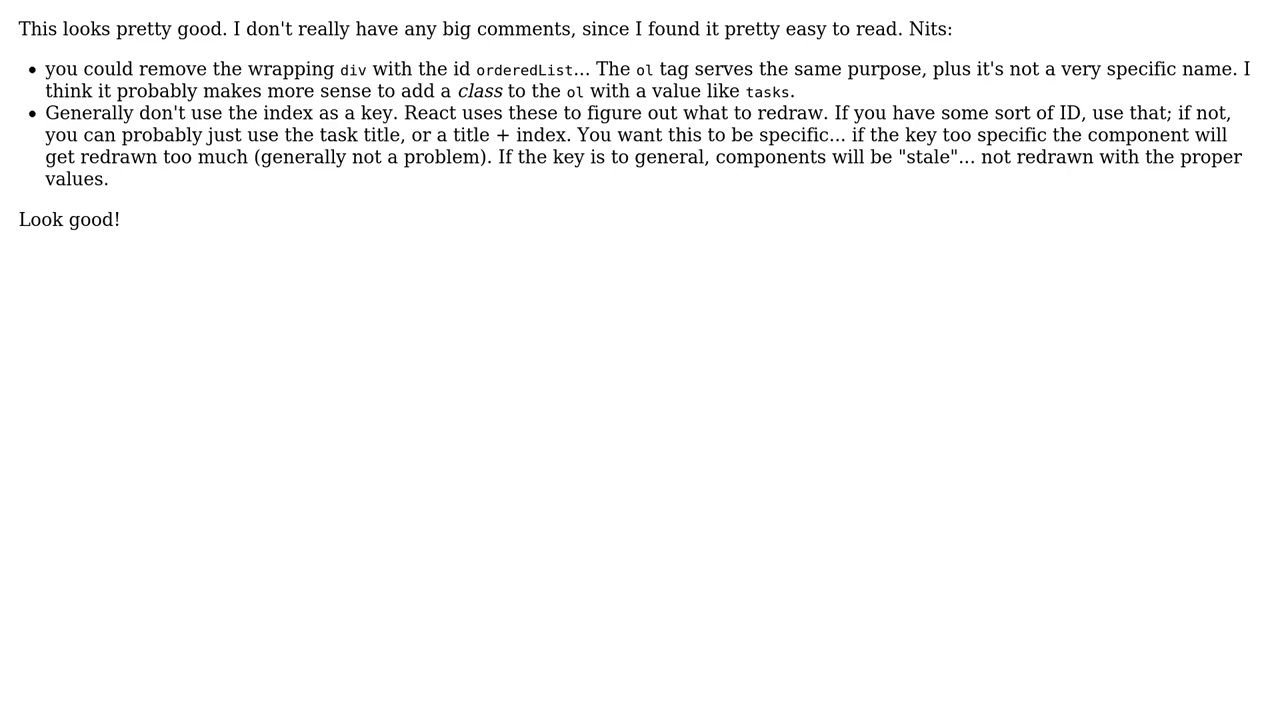 This looks pretty good. I don't really have any big comments, since I found it pretty easy to read. Nits:
• you could remove the wrapping div with the id orderedList... The ol tag serves the same purpose, plus it's not a very specific name. I
think it probably makes more sense to add a class to the ol with a value like tasks.
• Generally don't use the index as a key. React uses these to figure out what to redraw. If you have some sort of ID, use that; if not,
you can probably just use the task title, or a title + index. You want this to be specific... if the key too specific the component will
get redrawn too much (generally not a problem). If the key is to general, components will be "stale"... not redrawn with the proper
values.
Look good!